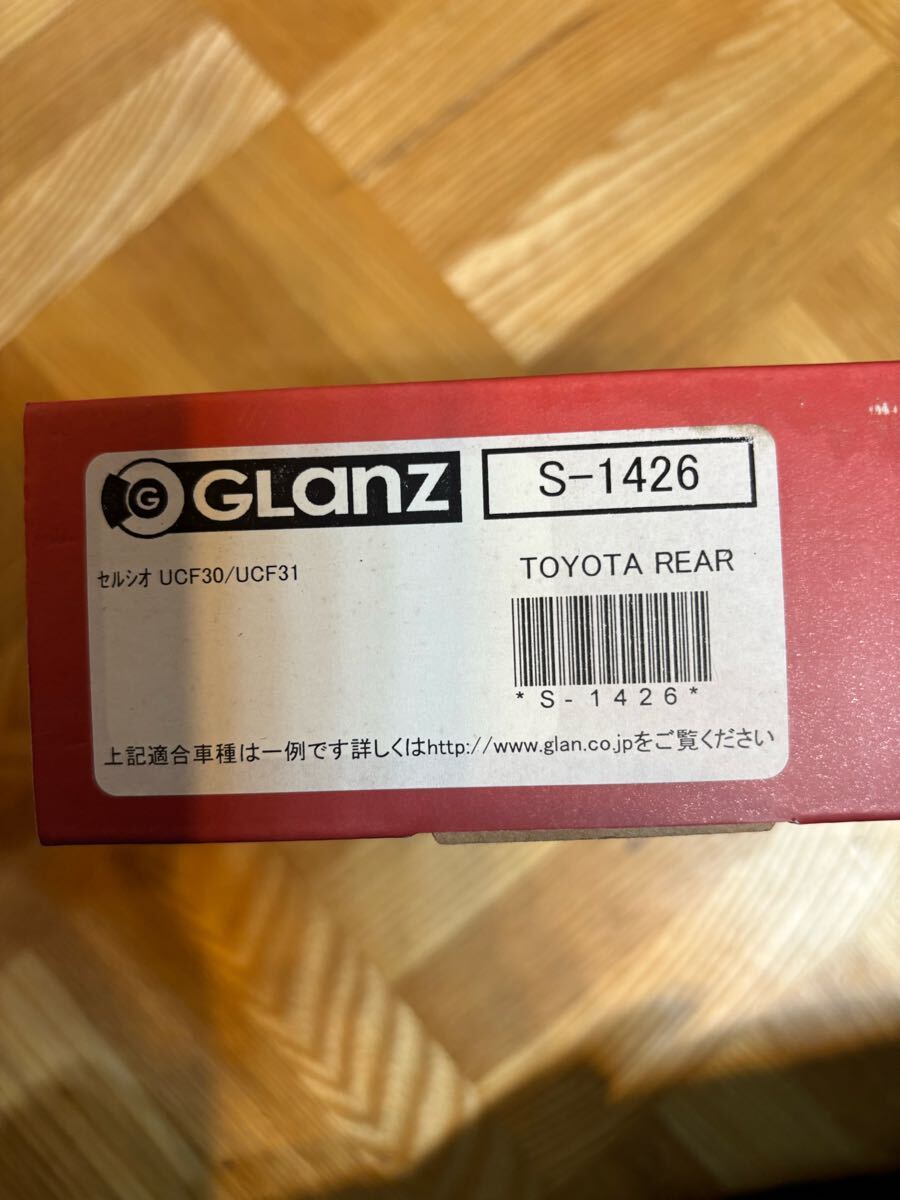 G GLanz
S-1426
セルシオ UCF30/UCF31
TOYOTA REAR
*S-1426*
上記適合車種は一例です詳しくはhttp://www.glan.co.jpをご覧ください